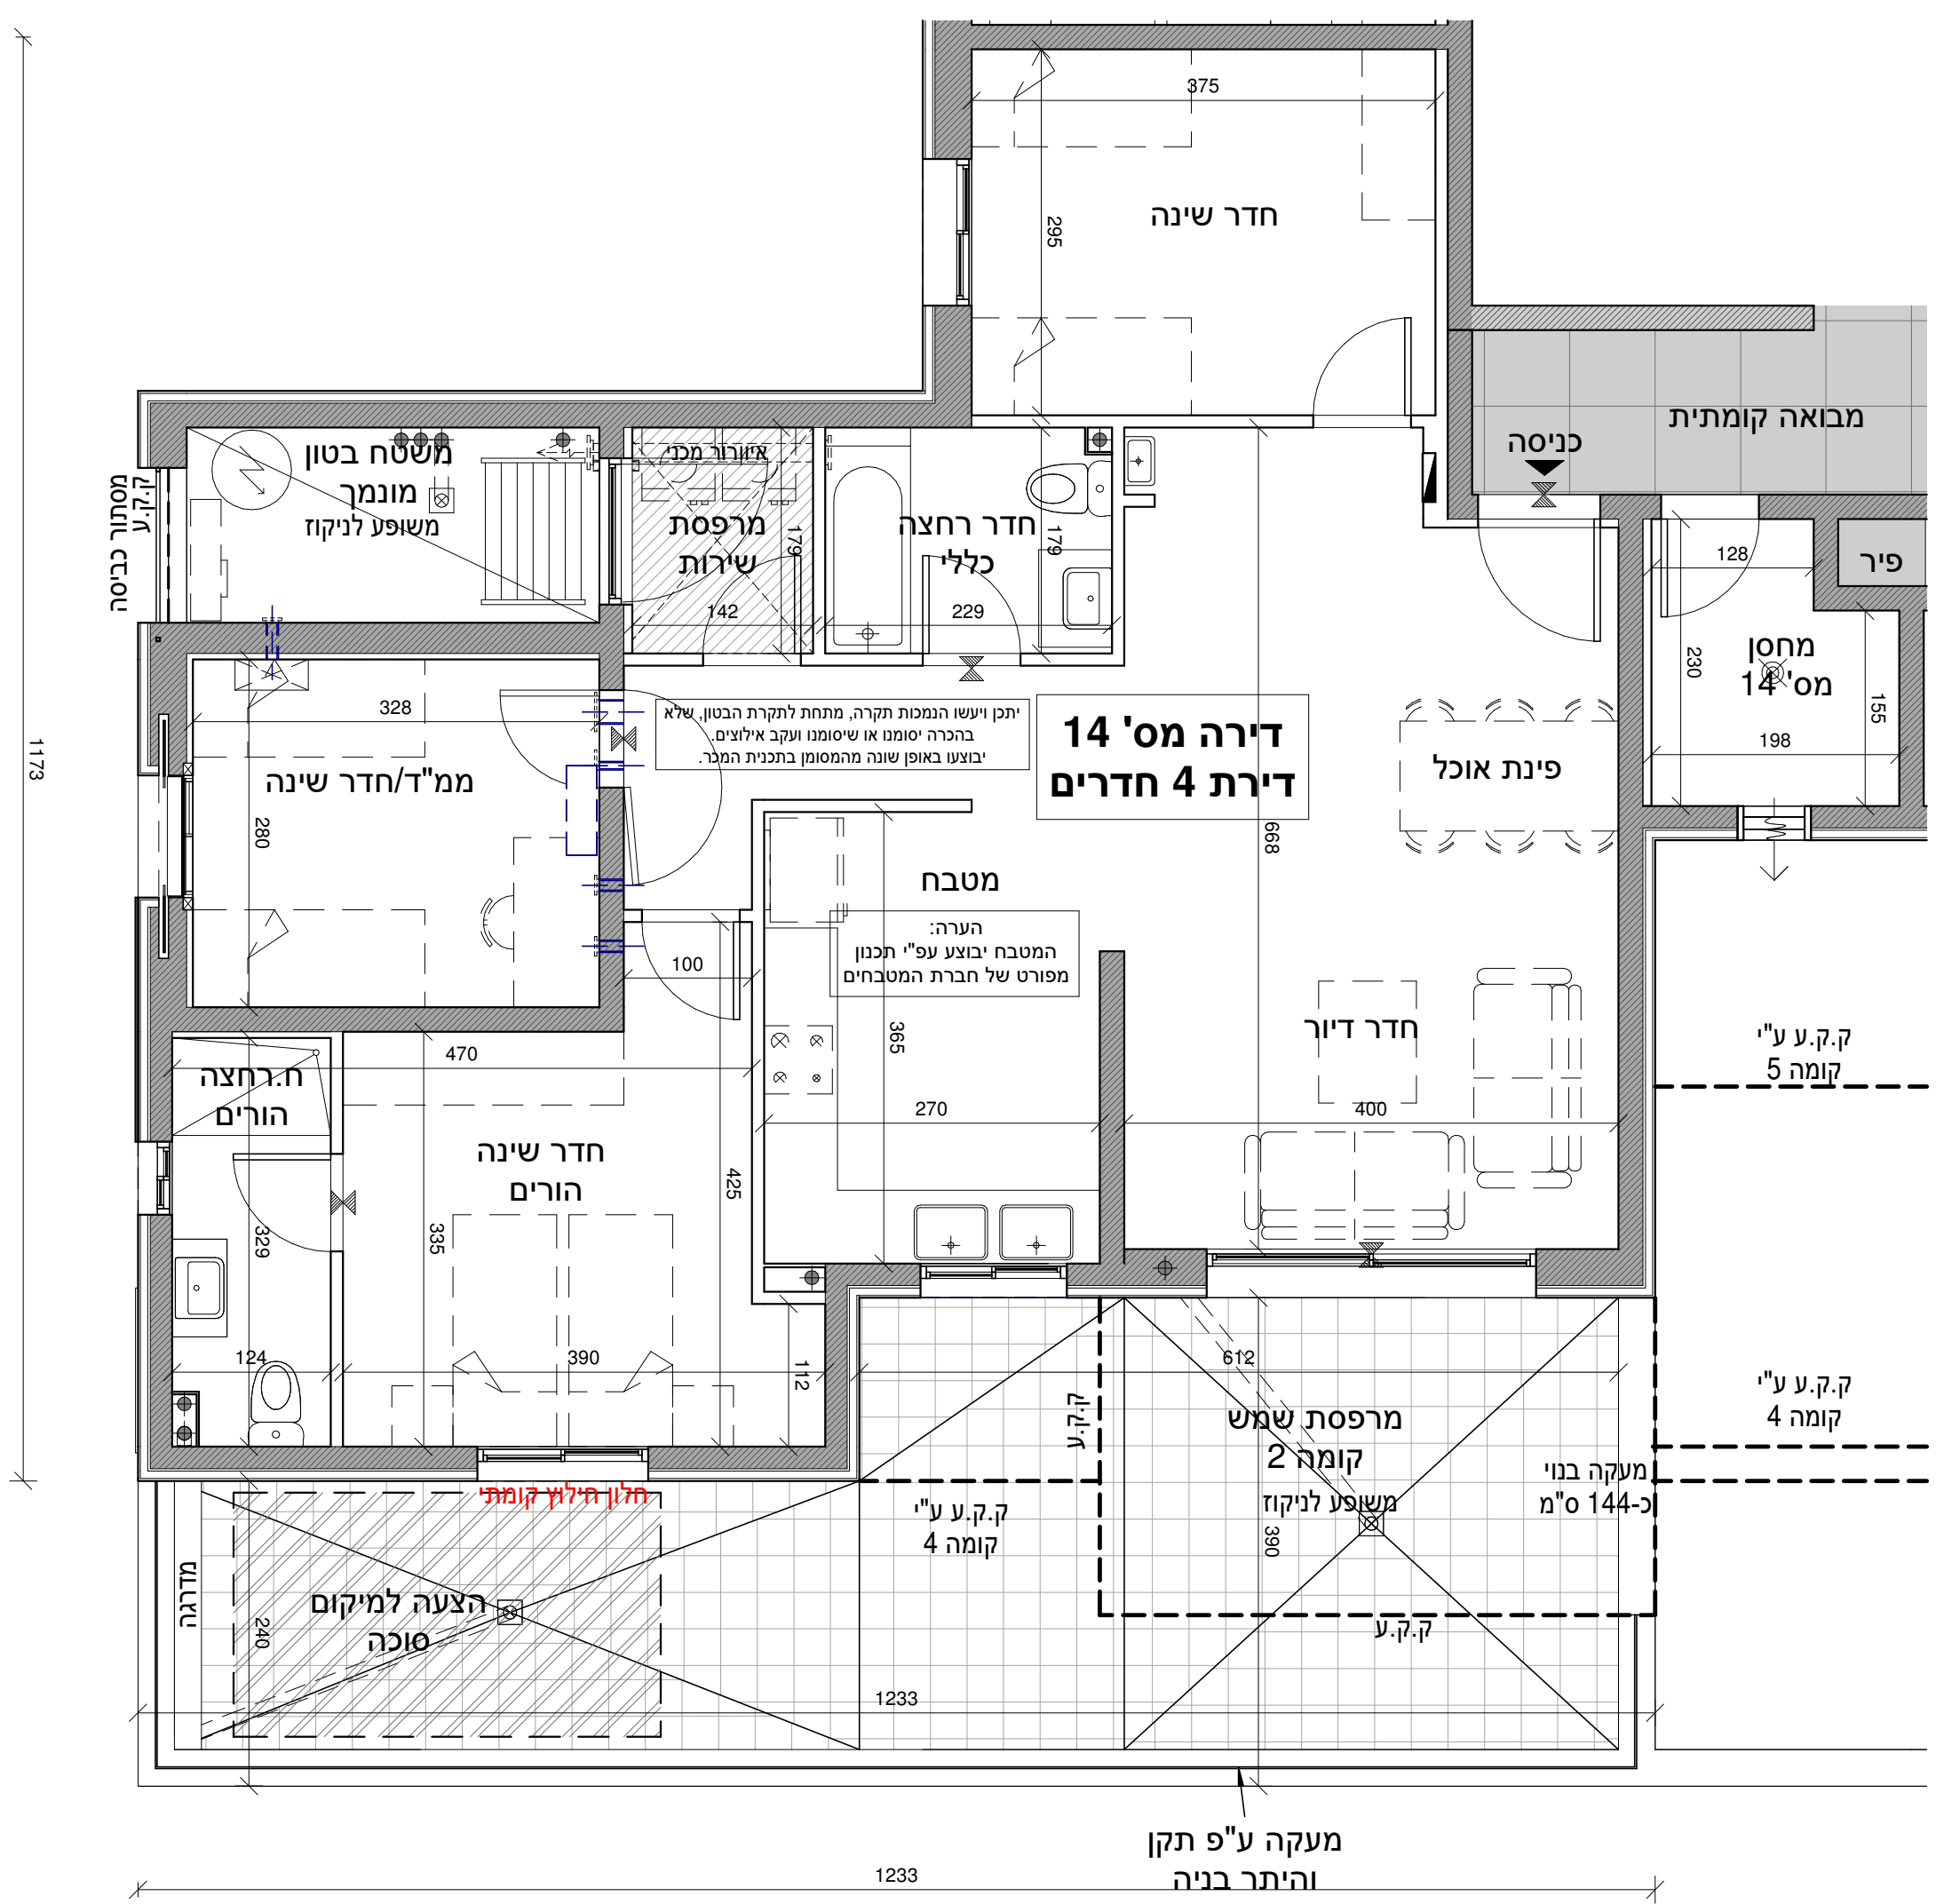 375
חדר שינה
295
מבואה קומתית
כניסה
איוורור מכני
משטח בטון
מונמך
משופע לניקוז
מסתור כביסה
ק.ק.ע
מרפסת
שירות
179
142
חדר רחצה
כללי
179
229
128
פיר
230
מחסן
מס' 14
155
198
1173
328
ממ"ד/חדר שינה
280
יתכן ויעשו הנמכות תקרה, מתחת לתקרת הבטון, שלא
בהכרח יסומנו או שיסומנו ועקב אילוצים.
יבוצעו באופן שונה מהמסומן בתכנית המכר.
דירה מס' 14
דירת 4 חדרים
פינת אוכל
668
מטבח
הערה:
המטבח יבוצע עפ"י תכנון
מפורט של חברת המטבחים
100
365
270
חדר דיור
400
ק.ק.ע ע"י
קומה 5
470
ח.רחצה
הורים
חדר שינה
הורים
425
335
329
124
390
112
612
ק.ק.ע
מרפסת שמש
קומה 2
משופע לניקוז
390
ק.ק.ע ע"י
קומה 4
מעקה בנוי
כ-144 ס"מ
חלון חילוץ קומתי
ק.ק.ע ע"י
קומה 4
מדרגה
הצעה למיקום
סוכה
240
ק.ק.ע
1233
מעקה ע"פ תקן
והיתר בניה
1233